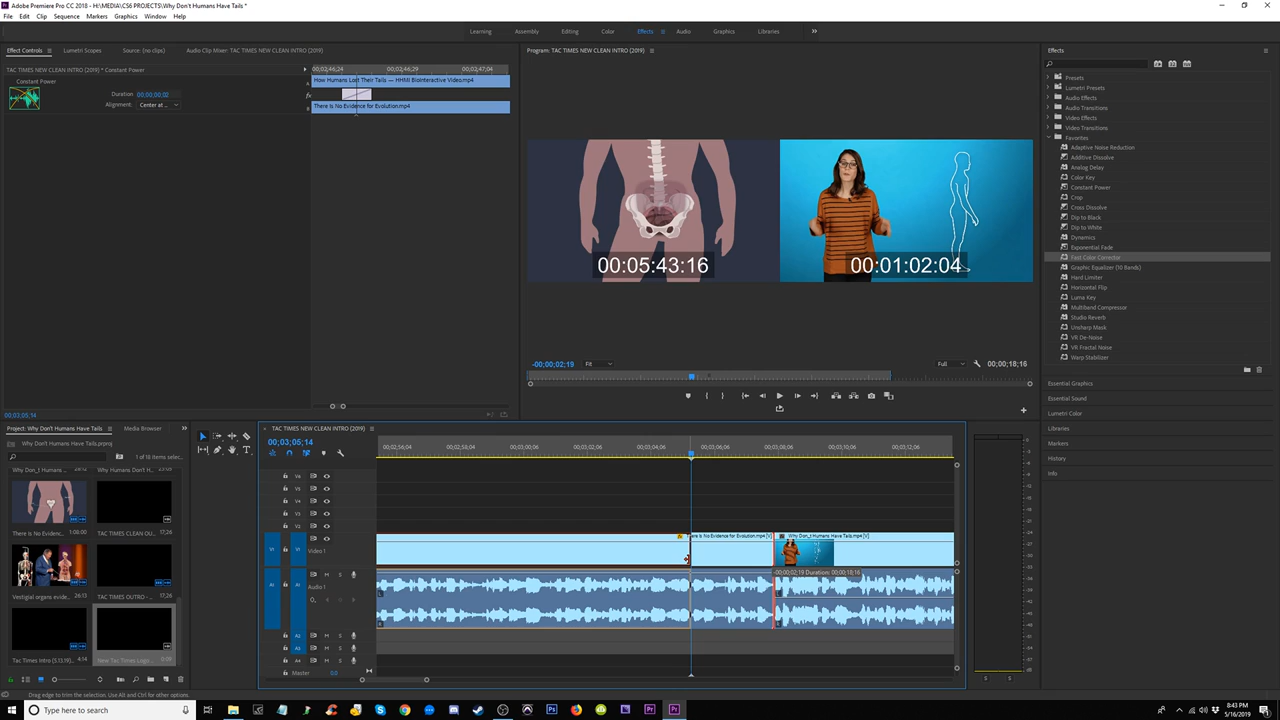 Adobe Premiere Pro CC 2018 - H:\MEDIA\CS6 PROJECTS\Why Don't Humans Have Tails *
File Edit Clip Sequence Markers Graphics Window Help
Learning Assembly Editing Color Effects Audio Graphics Libraries
Effect Controls Lumetri Scopes Source: (no clips) Audio Clip Mixer: TAC TIMES NEW CLEAN INTRO (2019)
TAC TIMES NEW CLEAN INTRO (2019) * Constant Power
Constant Power
Duration 00;00;00;02
Alignment: Center at ...
00;02;46;24 00;02;46;29 00;02;47;04
How Humans Lost Their Tails — HHMI BioInteractive Video.mp4
fx
There Is No Evidence for Evolution.mp4
00;03;05;14
Program: TAC TIMES NEW CLEAN INTRO (2019)
00:05:43:16
00:01:02:04
-00;00;02;19 Fit Full 00;00;18;16
Effects
Presets
Lumetri Presets
Audio Effects
Audio Transitions
Video Effects
Video Transitions
Favorites
Adaptive Noise Reduction
Additive Dissolve
Analog Delay
Color Key
Constant Power
Crop
Cross Dissolve
Dip to Black
Dip to White
Dynamics
Exponential Fade
Fast Color Corrector
Graphic Equalizer (10 Bands)
Hard Limiter
Horizontal Flip
Luma Key
Multiband Compressor
Studio Reverb
Unsharp Mask
VR De-Noise
VR Fractal Noise
Warp Stabilizer
Essential Graphics
Essential Sound
Lumetri Color
Libraries
Markers
History
Info
Project: Why Don't Humans Have Tails Media Browser
Why Don't Humans Have Tails.prproj
1 of 18 items selec...
Why Don_t Humans ... Why Humans Don't H...
There Is No Evidenc... 1:08:00 TAC TIMES CLEAN OU... 17;26
Vestigial organs evide... 26:13 TAC TIMES OUTRO - ... 17;26
Tac Times Intro (5.13.19)... 4:14 New Tac Times Logo...
TAC TIMES NEW CLEAN INTRO (2019)
00;03;05;14
00;02;56;04 00;02;58;04 00;03;00;06 00;03;02;06 00;03;04;06 00;03;06;06 00;03;08;06 00;03;10;06 00;03;12;06
V6
V5
V4
V3
V2
V1 V1 Video 1
There Is No Evidence for Evolution.mp4 [V] Why Don_t Humans Have Tails.mp4 [V]
-00;00;02;19 Duration: 00;00;18;16
A1 A1 M S
Audio 1
A2 M S
A3 M S
A4 M S
Master 0.0
S S
Drag edge to trim the selection. Use Alt and Ctrl for other options.
Type here to search
8:43 PM
5/16/2019